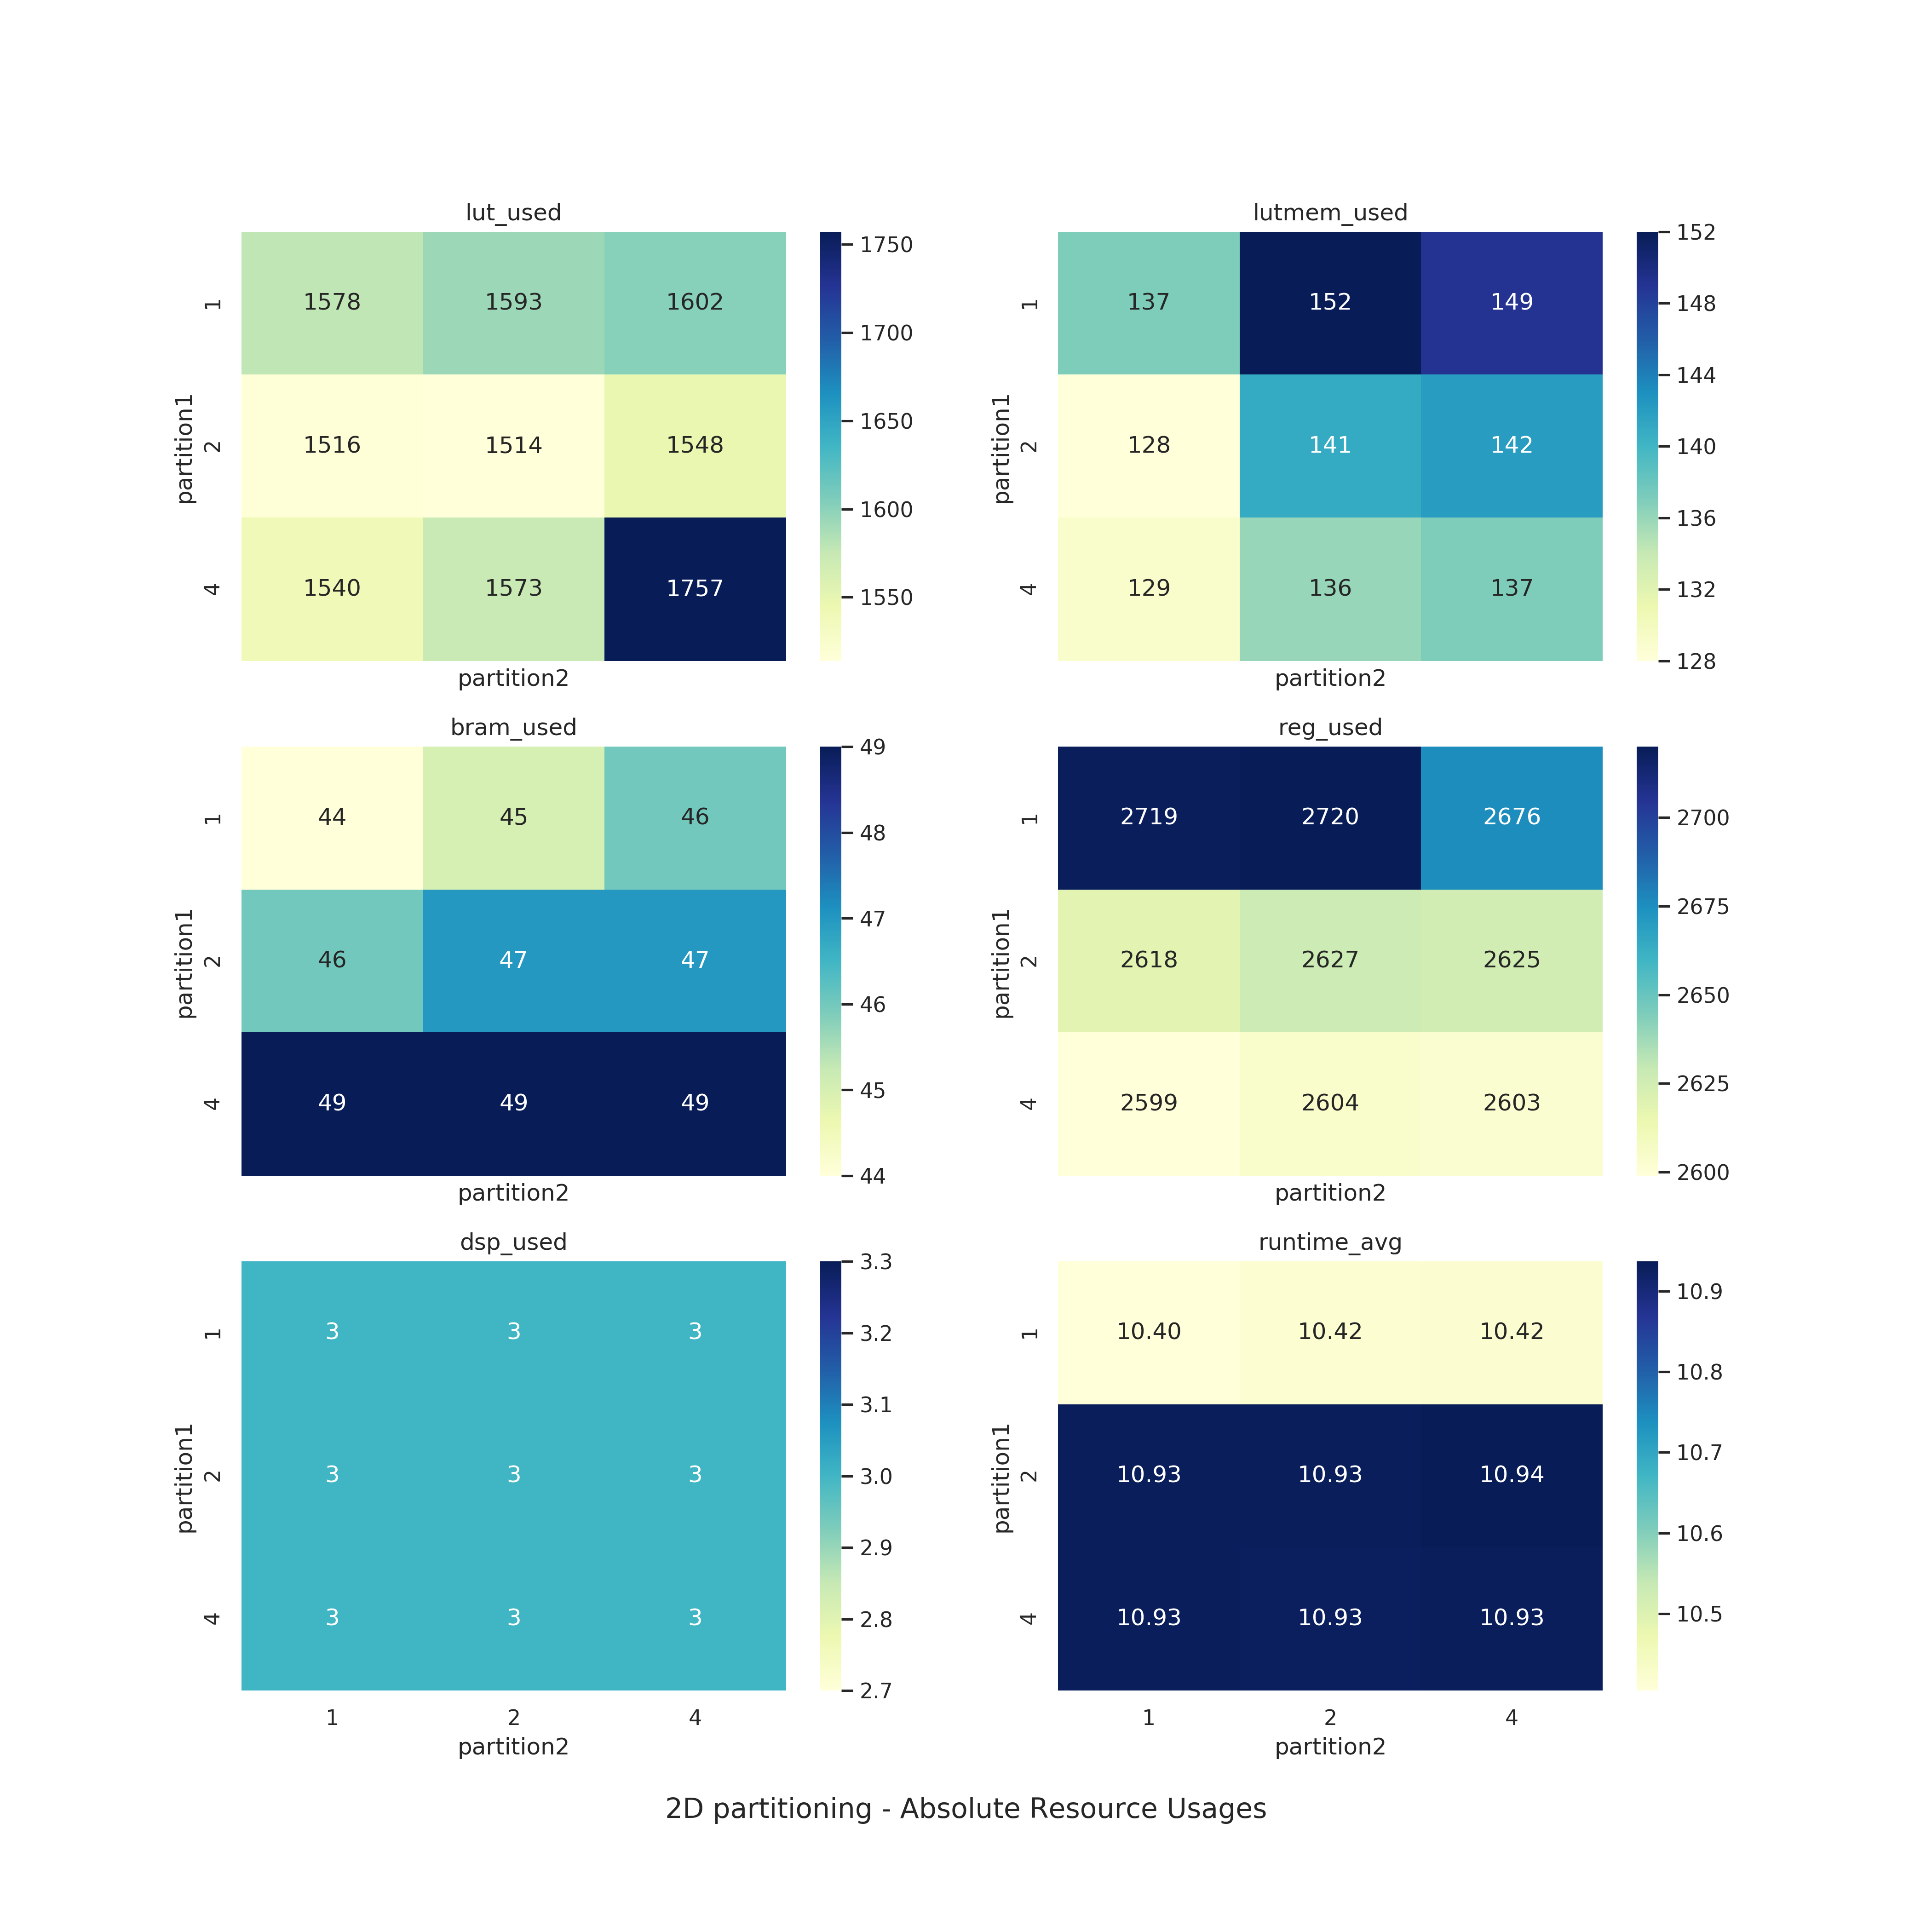 lut_used
1578 1593 1602
1516 1514 1548
1540 1573 1757
1
2
4
partition1
partition2
1750
1700
1650
1600
1550
lutmem_used
137 152 149
128 141 142
129 136 137
1
2
4
partition1
partition2
152
148
144
140
136
132
128
bram_used
44 45 46
46 47 47
49 49 49
1
2
4
partition1
partition2
49
48
47
46
45
44
reg_used
2719 2720 2676
2618 2627 2625
2599 2604 2603
1
2
4
partition1
partition2
2700
2675
2650
2625
2600
dsp_used
3 3 3
3 3 3
3 3 3
1
2
4
partition1
1 2 4
partition2
3.3
3.2
3.1
3.0
2.9
2.8
2.7
runtime_avg
10.40 10.42 10.42
10.93 10.93 10.94
10.93 10.93 10.93
1
2
4
partition1
1 2 4
partition2
10.9
10.8
10.7
10.6
10.5
2D partitioning - Absolute Resource Usages